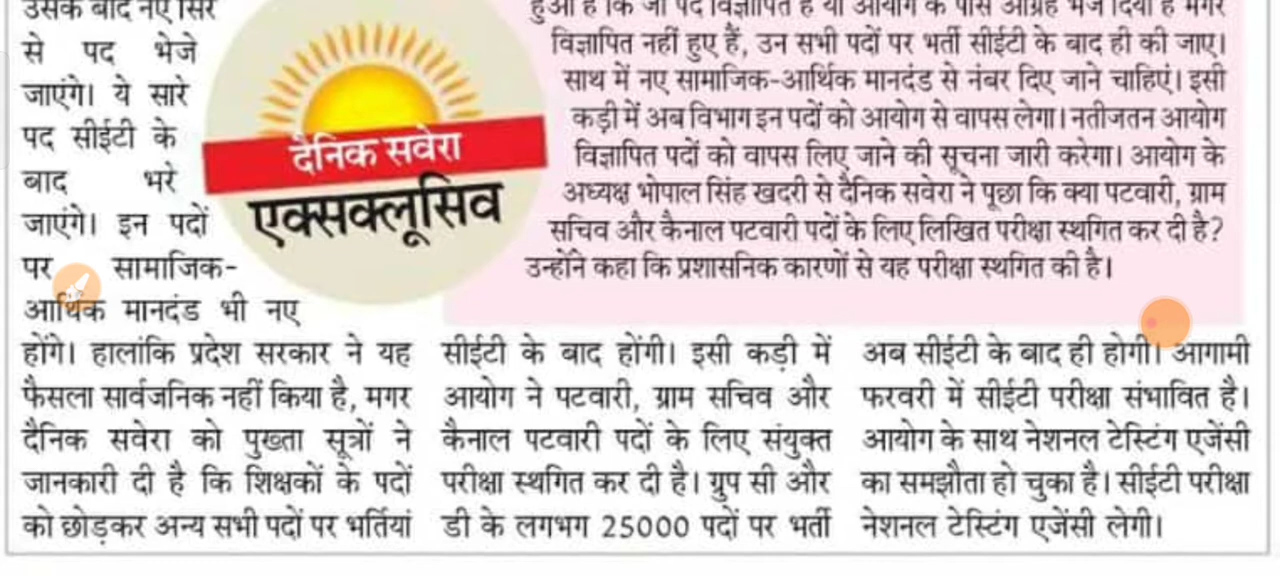 उसके बाद नए सिरे
से पद भेजे
जाएंगे। ये सारे
पद सीईटी के
बाद भरे
जाएंगे। इन पदों
पर सामाजिक-
आर्थिक मानदंड भी नए
होंगे। हालांकि प्रदेश सरकार ने यह
फैसला सार्वजनिक नहीं किया है, मगर
दैनिक सवेरा को पुख्ता सूत्रों ने
जानकारी दी है कि शिक्षकों के पदों
को छोड़कर अन्य सभी पदों पर भर्तियां
सीईटी के बाद होंगी। इसी कड़ी में
आयोग ने पटवारी, ग्राम सचिव और
कैनाल पटवारी पदों के लिए संयुक्त
परीक्षा स्थगित कर दी है। ग्रुप सी और
डी के लगभग 25000 पदों पर भर्ती
अब सीईटी के बाद ही होगी। आगामी
फरवरी में सीईटी परीक्षा संभावित है।
आयोग के साथ नेशनल टेस्टिंग एजेंसी
का समझौता हो चुका है। सीईटी परीक्षा
नेशनल टेस्टिंग एजेंसी लेगी।
दैनिक सवेरा
एक्सक्लूसिव
हुआ है कि जो पद विज्ञापित हैं या आयोग के पास आग्रह भेज दिया है मगर
विज्ञापित नहीं हुए हैं, उन सभी पदों पर भर्ती सीईटी के बाद ही की जाए।
साथ में नए सामाजिक-आर्थिक मानदंड से नंबर दिए जाने चाहिएं। इसी
कड़ी में अब विभाग इन पदों को आयोग से वापस लेगा। नतीजतन आयोग
विज्ञापित पदों को वापस लिए जाने की सूचना जारी करेगा। आयोग के
अध्यक्ष भोपाल सिंह खदरी से दैनिक सवेरा ने पूछा कि क्या पटवारी, ग्राम
सचिव और कैनाल पटवारी पदों के लिए लिखित परीक्षा स्थगित कर दी है?
उन्होंने कहा कि प्रशासनिक कारणों से यह परीक्षा स्थगित की है।